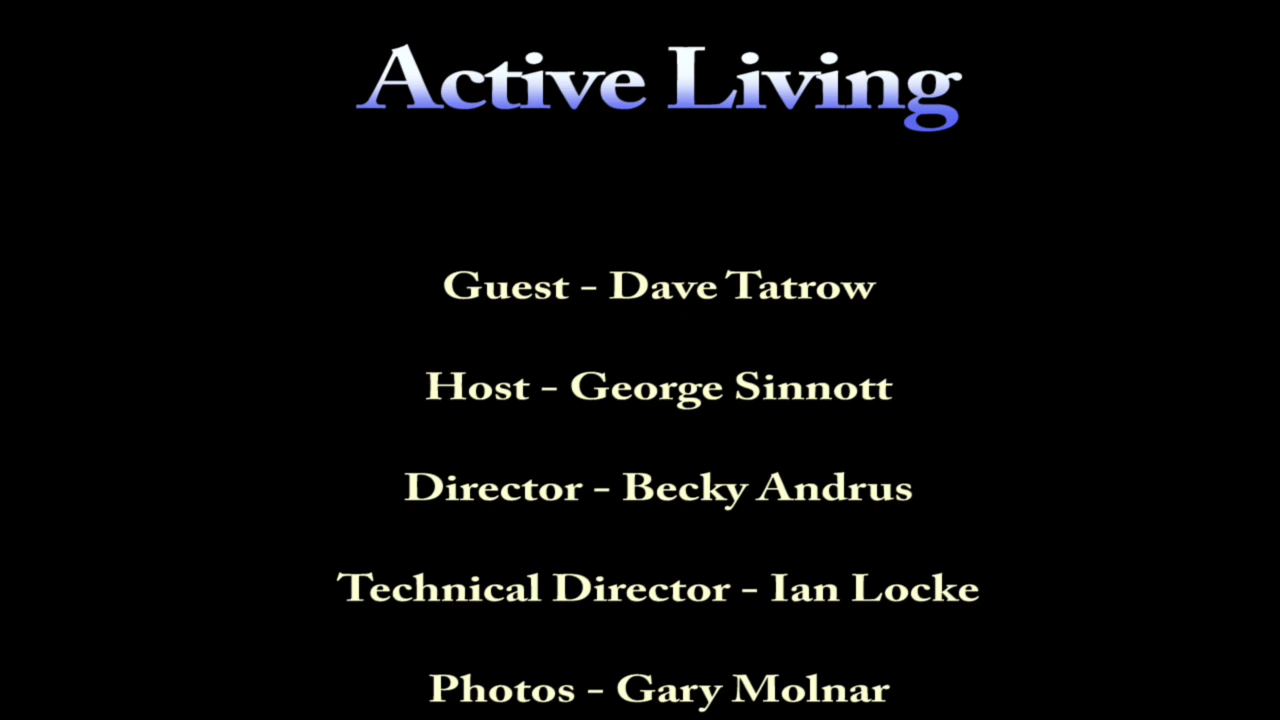 Active Living
Guest - Dave Tatrow
Host - George Sinnott
Director - Becky Andrus
Technical Director - Ian Locke
Photos - Gary Molnar